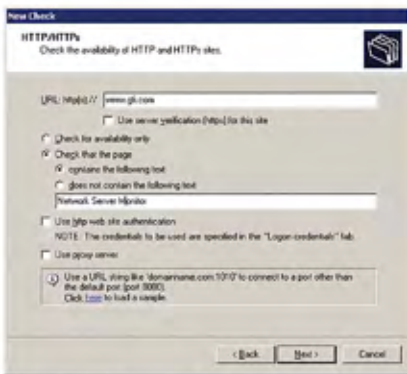 New Check
HTTP/HTTPs
Check the availability of HTTP and HTTPs sites.
URL: http(s):// www.gfi.com
Use server verification (https) for this site
Check for availability only
Check that the page
contains the following text
does not contain the following text
Network Server Monitor
Use http web site authentication
NOTE: The credentials to be used are specified in the "Logon credentials" tab.
Use proxy server
Use a URL string like 'domainname.com:1010' to connect to a port other than
the default port (port 8080).
Click here to load a sample.
< Back
Next >
Cancel